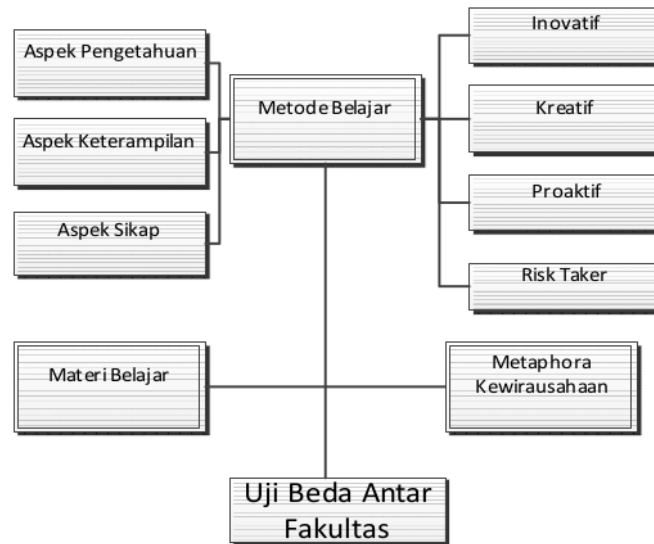 Aspek Pengetahuan
Aspek Keterampilan
Aspek Sikap
Metode Belajar
Inovatif
Kreatif
Proaktif
Risk Taker
Materi Belajar
Metaphora
Kewirausahaan
Uji Beda Antar
Fakultas